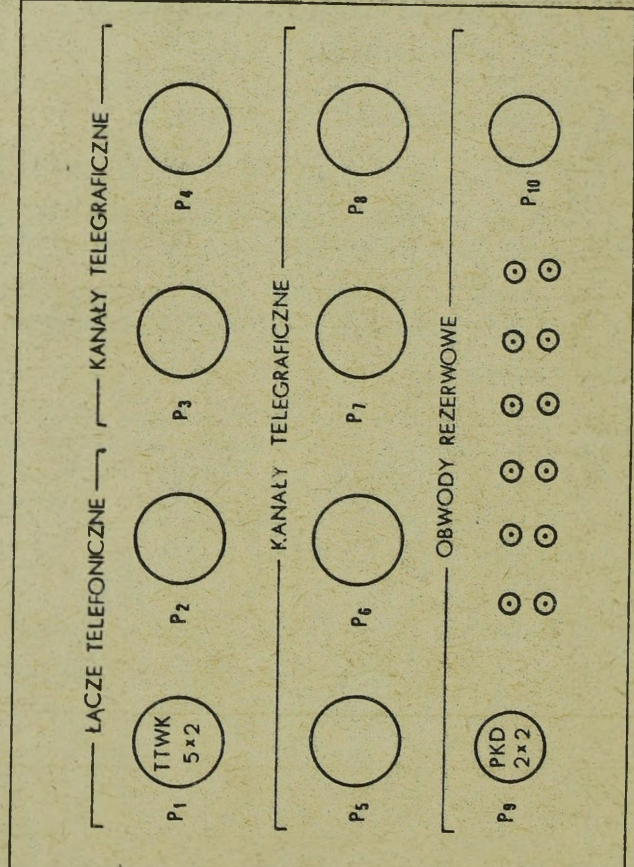 ŁĄCZE TELEFONICZNE
KANAŁY TELEGRAFICZNE
TTWK
5×2
P1
P2
P3
P4
KANAŁY TELEGRAFICZNE
P5
P6
P7
P8
OBWODY REZERWOWE
PKD
2×2
P9
P10